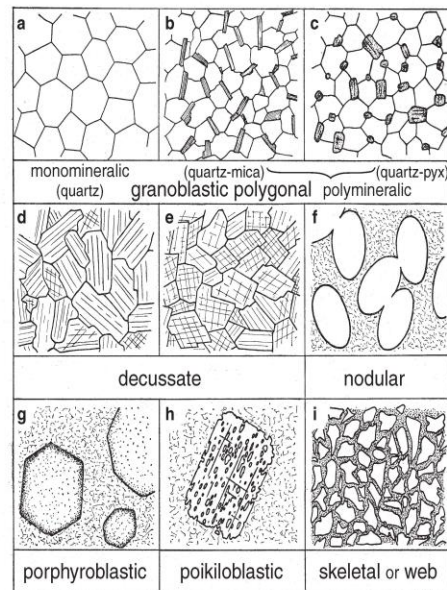 a b c
monomineralic (quartz-mica) (quartz-pyx)
(quartz) granoblastic polygonal polymineralic
d e f
decussate nodular
g h i
porphyroblastic poikiloblastic skeletal or web